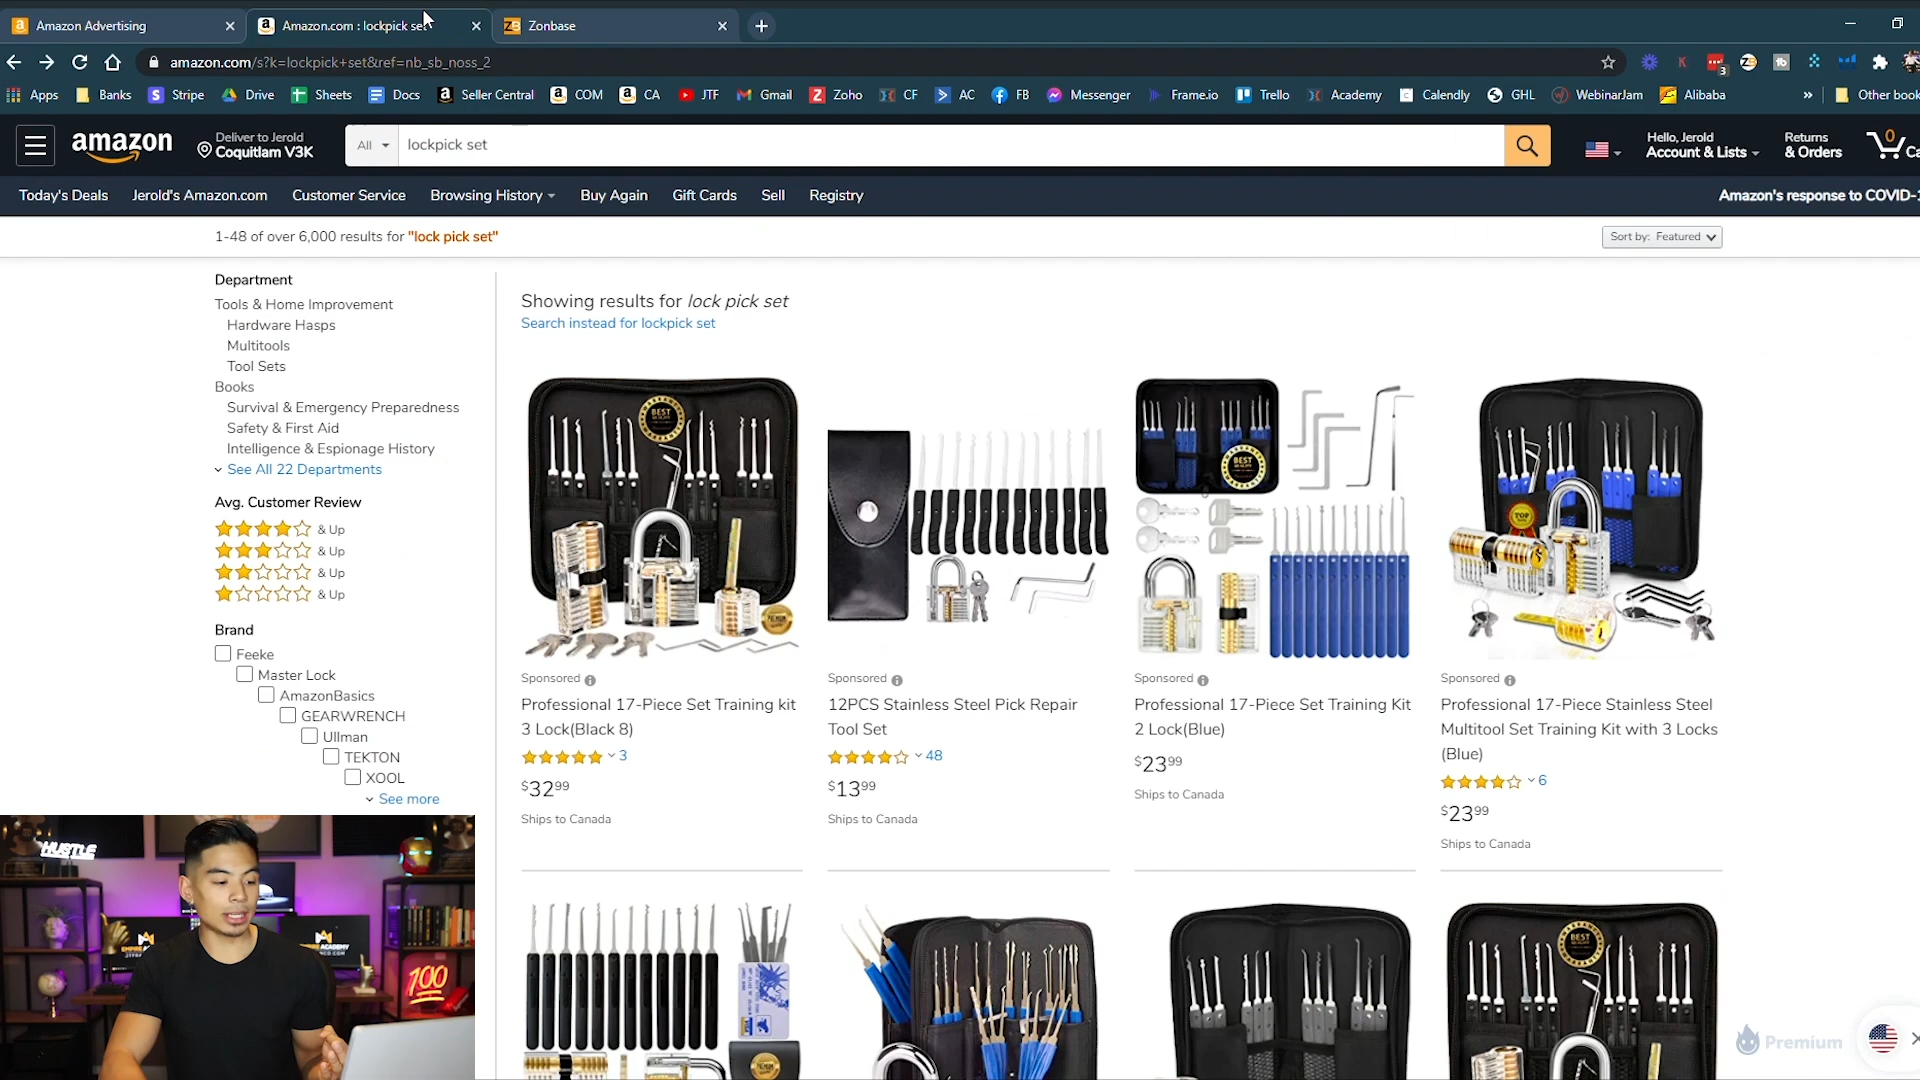 Amazon Advertising
Amazon.com : lockpick set
Zonbase
amazon.com/s?k=lockpick+set&ref=nb_sb_noss_2
Apps Banks Stripe Drive Sheets Docs Seller Central COM CA JTF Gmail Zoho CF AC FB Messenger Frame.io Trello Academy Calendly GHL WebinarJam Alibaba » Other book
amazon
Deliver to Jerold
Coquitlam V3K
All
lockpick set
Hello, Jerold
Account & Lists
Returns
& Orders
0
Ca
Today's Deals Jerold's Amazon.com Customer Service Browsing History Buy Again Gift Cards Sell Registry
Amazon's response to COVID-1
1-48 of over 6,000 results for "lock pick set"
Sort by: Featured
Department
Tools & Home Improvement
Hardware Hasps
Multitools
Tool Sets
Books
Survival & Emergency Preparedness
Safety & First Aid
Intelligence & Espionage History
See All 22 Departments
Avg. Customer Review
& Up
& Up
& Up
& Up
Brand
Feeke
Master Lock
AmazonBasics
GEARWRENCH
Ullman
TEKTON
XOOL
See more
Showing results for lock pick set
Search instead for lockpick set
BEST
BEST
TOP
Sponsored
Professional 17-Piece Set Training kit
3 Lock(Black 8)
3
$32 99
Ships to Canada
Sponsored
12PCS Stainless Steel Pick Repair
Tool Set
48
$13 99
Ships to Canada
Sponsored
Professional 17-Piece Set Training Kit
2 Lock(Blue)
$23 99
Ships to Canada
Sponsored
Professional 17-Piece Stainless Steel
Multitool Set Training Kit with 3 Locks
(Blue)
6
$23 99
Ships to Canada
BEST
HUSTLE
100
Premium